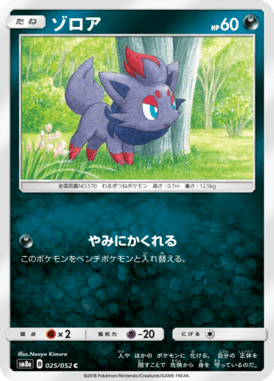 たね ゾロア HP60
全国図鑑NO.570 わるぎつねポケモン 高さ：0.7m 重さ：12.5kg
やみにかくれる
このポケモンをベンチポケモンと入れ替える。
弱点 ×2 抵抗力 -20 にげる
Illus.Naoyo Kimura
SM8a D 025/052 C
人や ほかの ポケモンに 化ける。 自分の 正体を
隠すことで 危険から 身を 守っているのだ。
©2018 Pokémon/Nintendo/Creatures/GAME FREAK.